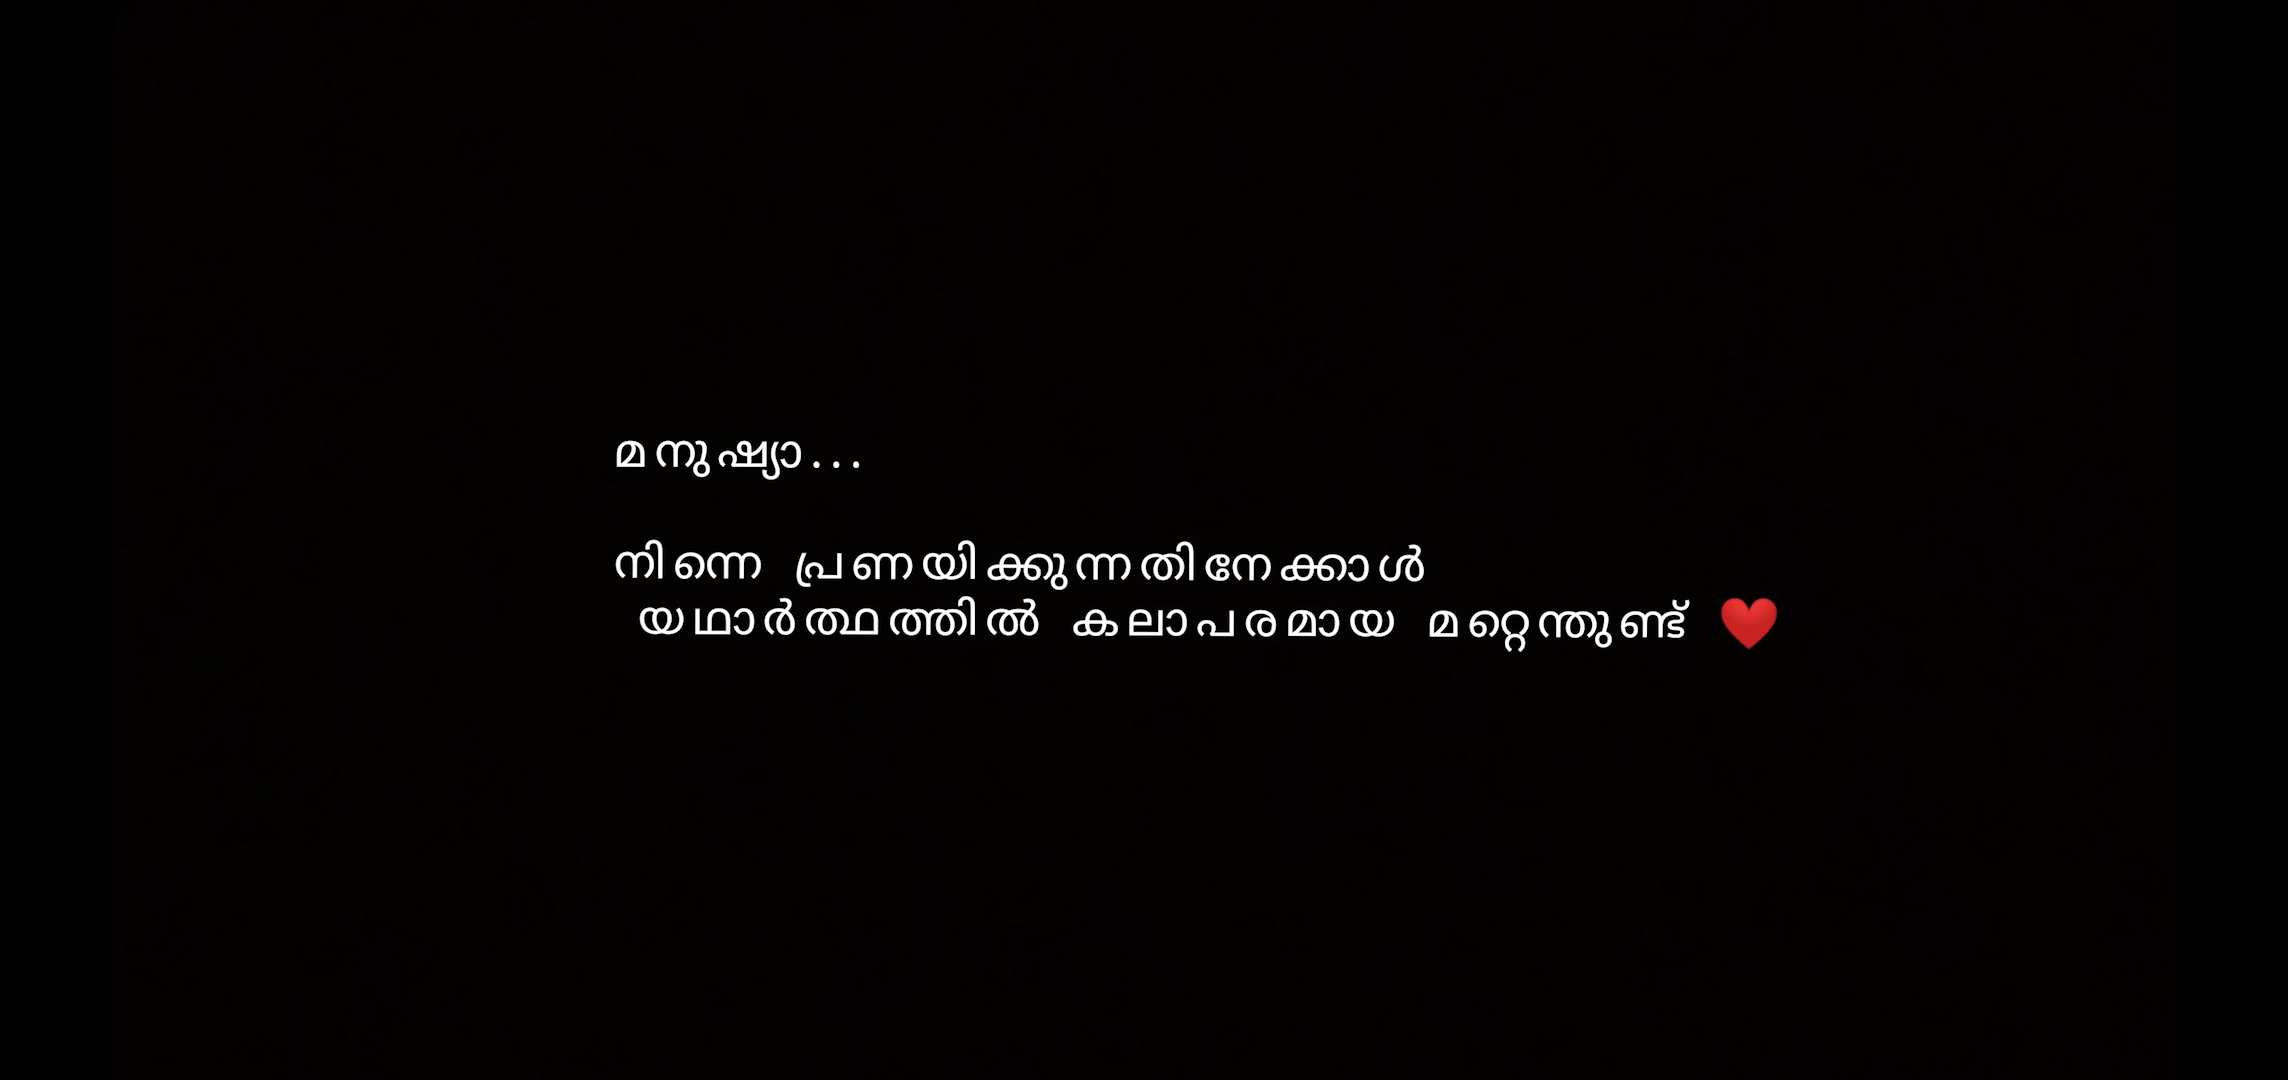 മനുഷ്യാ...
നിന്നെ പ്രണയിക്കുന്നതിനേക്കാൾ
യഥാർത്ഥത്തിൽ കലാപരമായ മറ്റെന്തുണ്ട് ❤️